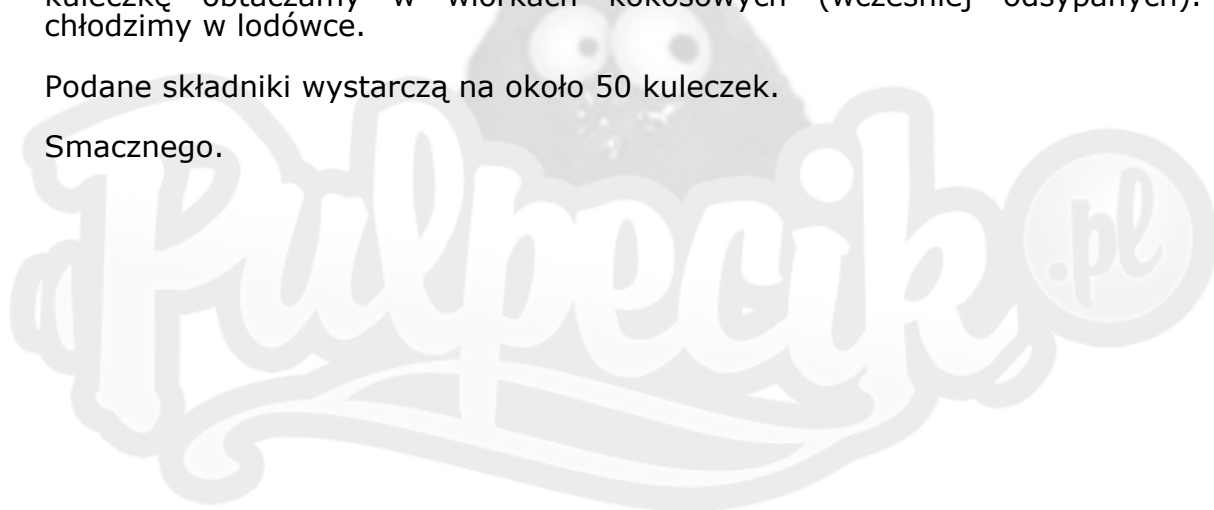 kuleczkę obtaczamy w wiórkach kokosowych (wcześniej odsypanych).
chłodzimy w lodówce.
Podane składniki wystarczą na około 50 kuleczek.
Smacznego.
Pulpecik
.pl